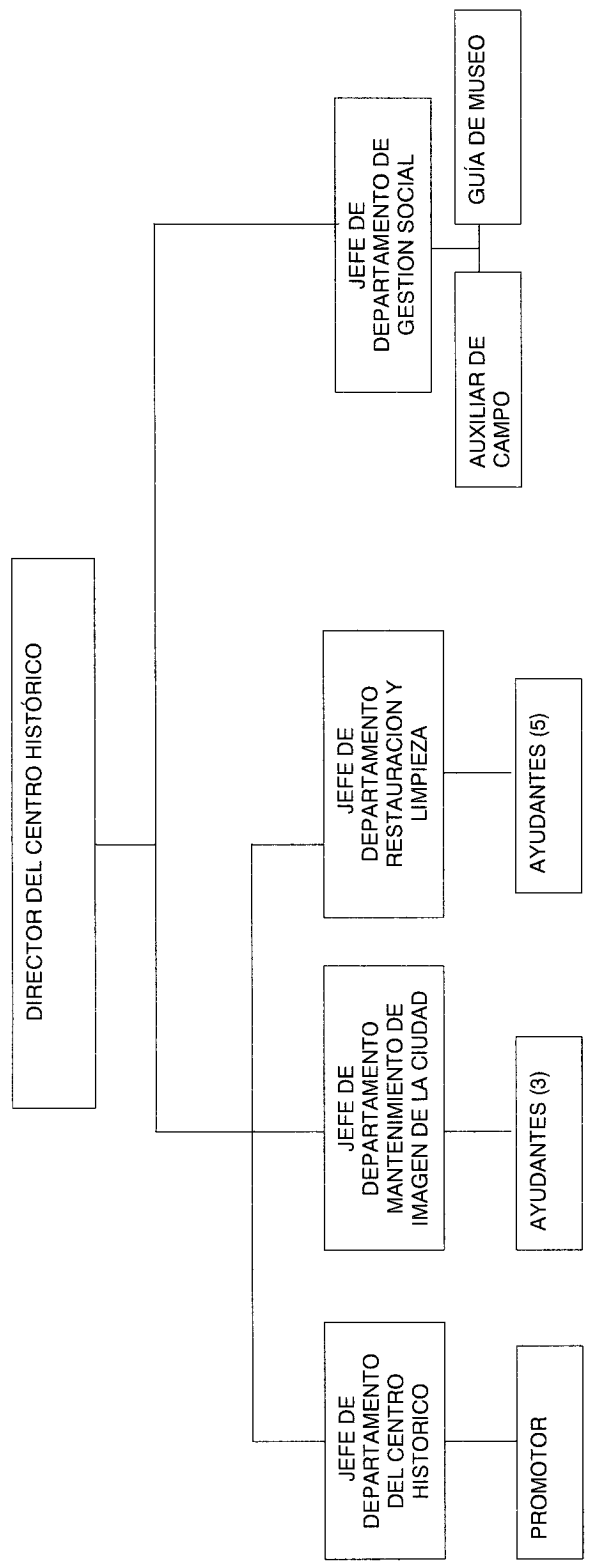 DIRECTOR DEL CENTRO HISTÓRICO
JEFE DE
DEPARTAMENTO
DEL CENTRO
HISTORICO
JEFE DE
DEPARTAMENTO
MANTENIMIENTO DE
IMAGEN DE LA CIUDAD
JEFE DE
DEPARTAMENTO
RESTAURACION Y
LIMPIEZA
JEFE DE
DEPARTAMENTO DE
GESTION SOCIAL
PROMOTOR
AYUDANTES (3)
AYUDANTES (5)
AUXILIAR DE
CAMPO
GUÍA DE MUSEO